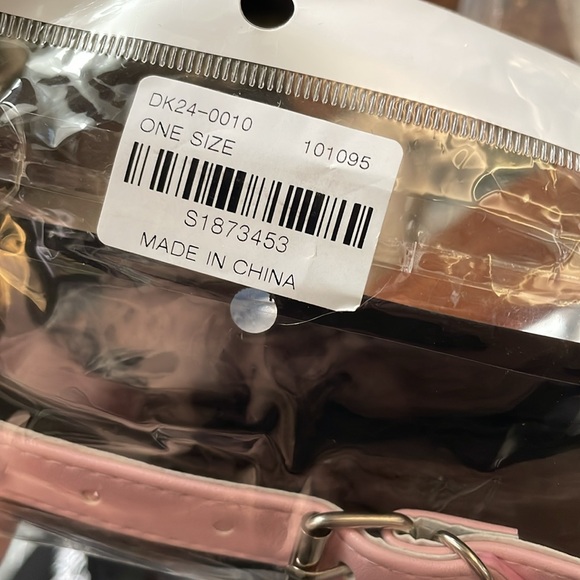 DK24-0010
ONE SIZE 101095
S1873453
MADE IN CHINA